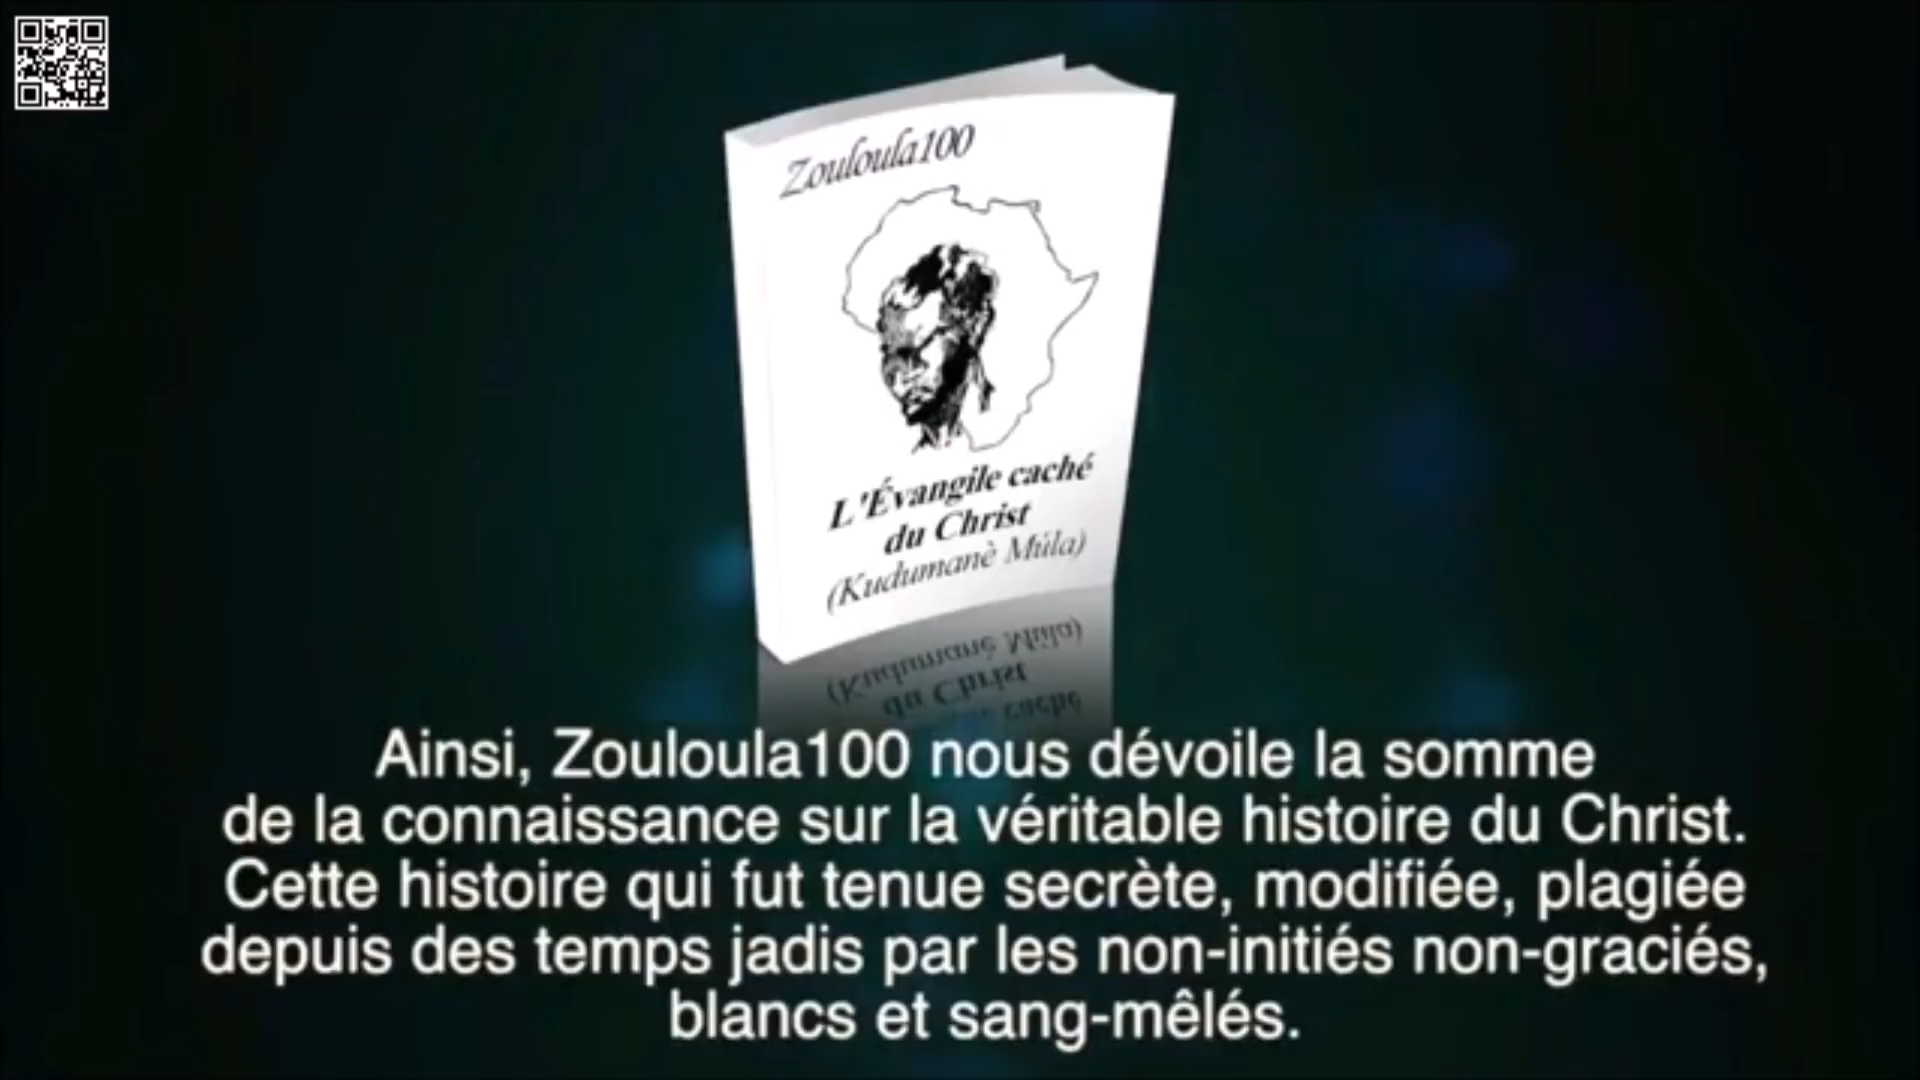 Zouloula100
L'Évangile caché
du Christ
(Kudumanè Múla)
Ainsi, Zouloula100 nous dévoile la somme
de la connaissance sur la véritable histoire du Christ.
Cette histoire qui fut tenue secrète, modifiée, plagiée
depuis des temps jadis par les non-initiés non-graciés,
blancs et sang-mêlés.